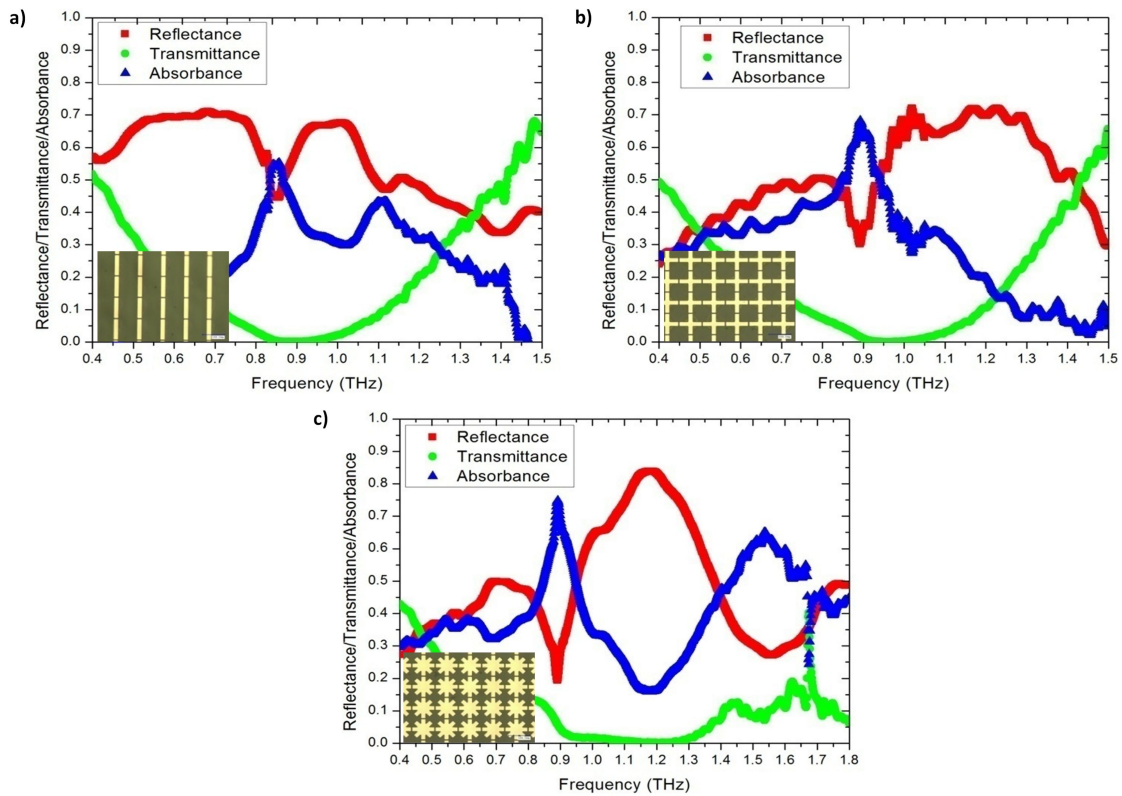 a)
Reflectance/Transmittance/Absorbance
1.0
0.9
0.8
0.7
0.6
0.5
0.4
0.3
0.2
0.1
0.0
Reflectance
Transmittance
Absorbance
0.4 0.5 0.6 0.7 0.8 0.9 1.0 1.1 1.2 1.3 1.4 1.5
Frequency (THz)
b)
Reflectance/Transmittance/Absorbance
1.0
0.9
0.8
0.7
0.6
0.5
0.4
0.3
0.2
0.1
0.0
Reflectance
Transmittance
Absorbance
0.4 0.5 0.6 0.7 0.8 0.9 1.0 1.1 1.2 1.3 1.4 1.5
Frequency (THz)
c)
Reflectance/Transmittance/Absorbance
1.0
0.9
0.8
0.7
0.6
0.5
0.4
0.3
0.2
0.1
0.0
Reflectance
Transmittance
Absorbance
0.4 0.5 0.6 0.7 0.8 0.9 1.0 1.1 1.2 1.3 1.4 1.5 1.6 1.7 1.8
Frequency (THz)